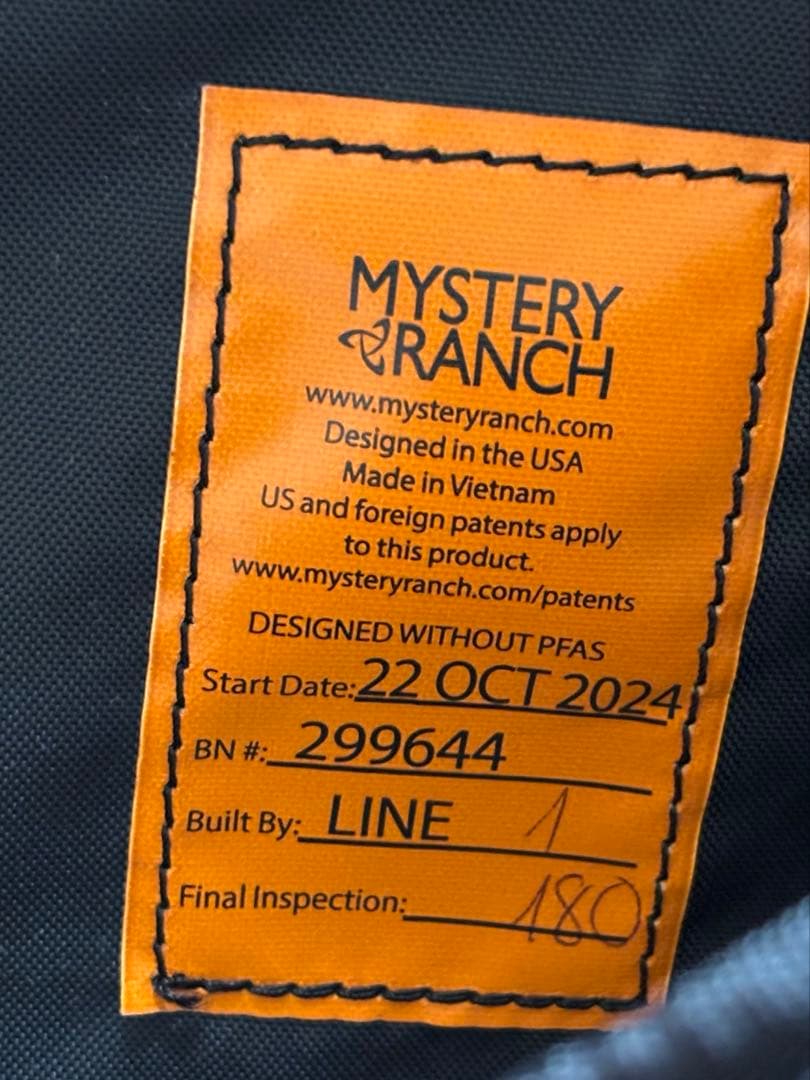 MYSTERY
RANCH
www.mysteryranch.com
Designed in the USA
Made in Vietnam
US and foreign patents apply
to this product.
www.mysteryranch.com/patents
DESIGNED WITHOUT PFAS
Start Date: 22 OCT 2024
BN #: 299644
Built By: LINE 1
Final Inspection: 180